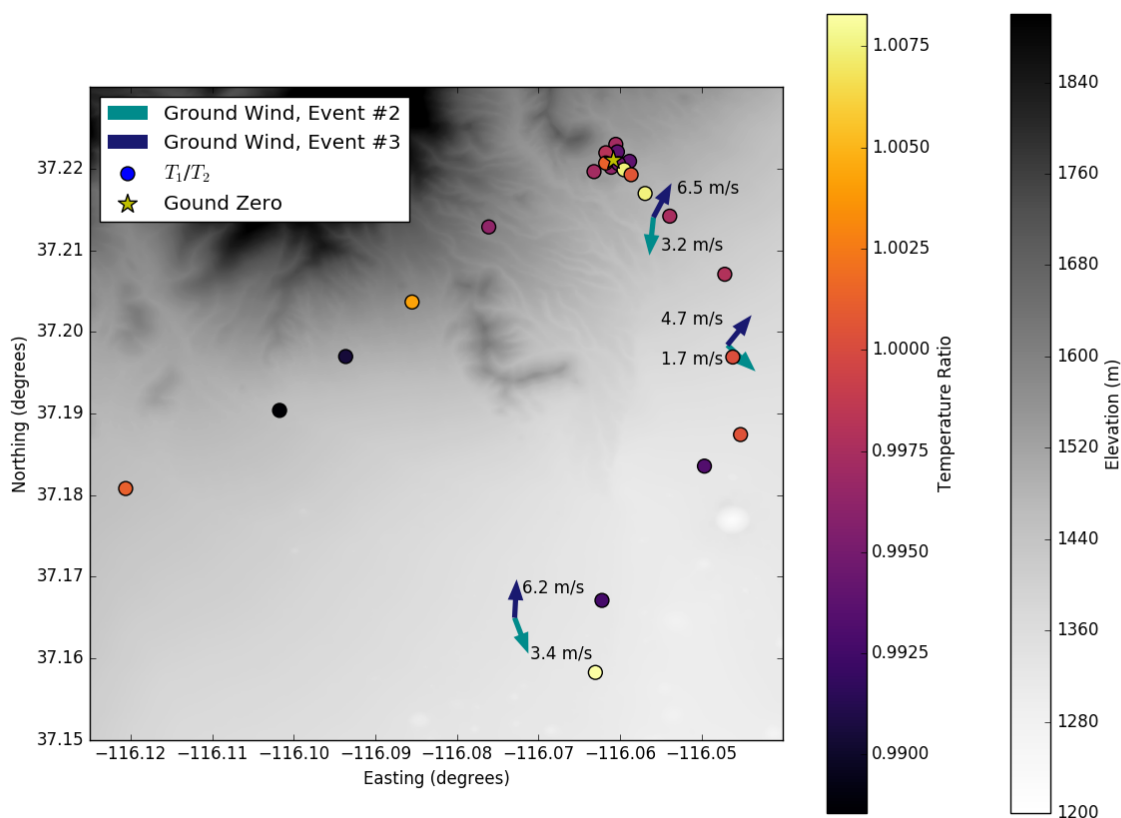 Ground Wind, Event #2
Ground Wind, Event #3
T₁/T₂
Gound Zero
6.5 m/s
3.2 m/s
4.7 m/s
1.7 m/s
6.2 m/s
3.4 m/s
37.22
37.21
37.20
37.19
37.18
37.17
37.16
37.15
Northing (degrees)
−116.12 −116.11 −116.10 −116.09 −116.08 −116.07 −116.06 −116.05
Easting (degrees)
1.0075
1.0050
1.0025
1.0000
0.9975
0.9950
0.9925
0.9900
Temperature Ratio
1840
1760
1680
1600
1520
1440
1360
1280
1200
Elevation (m)